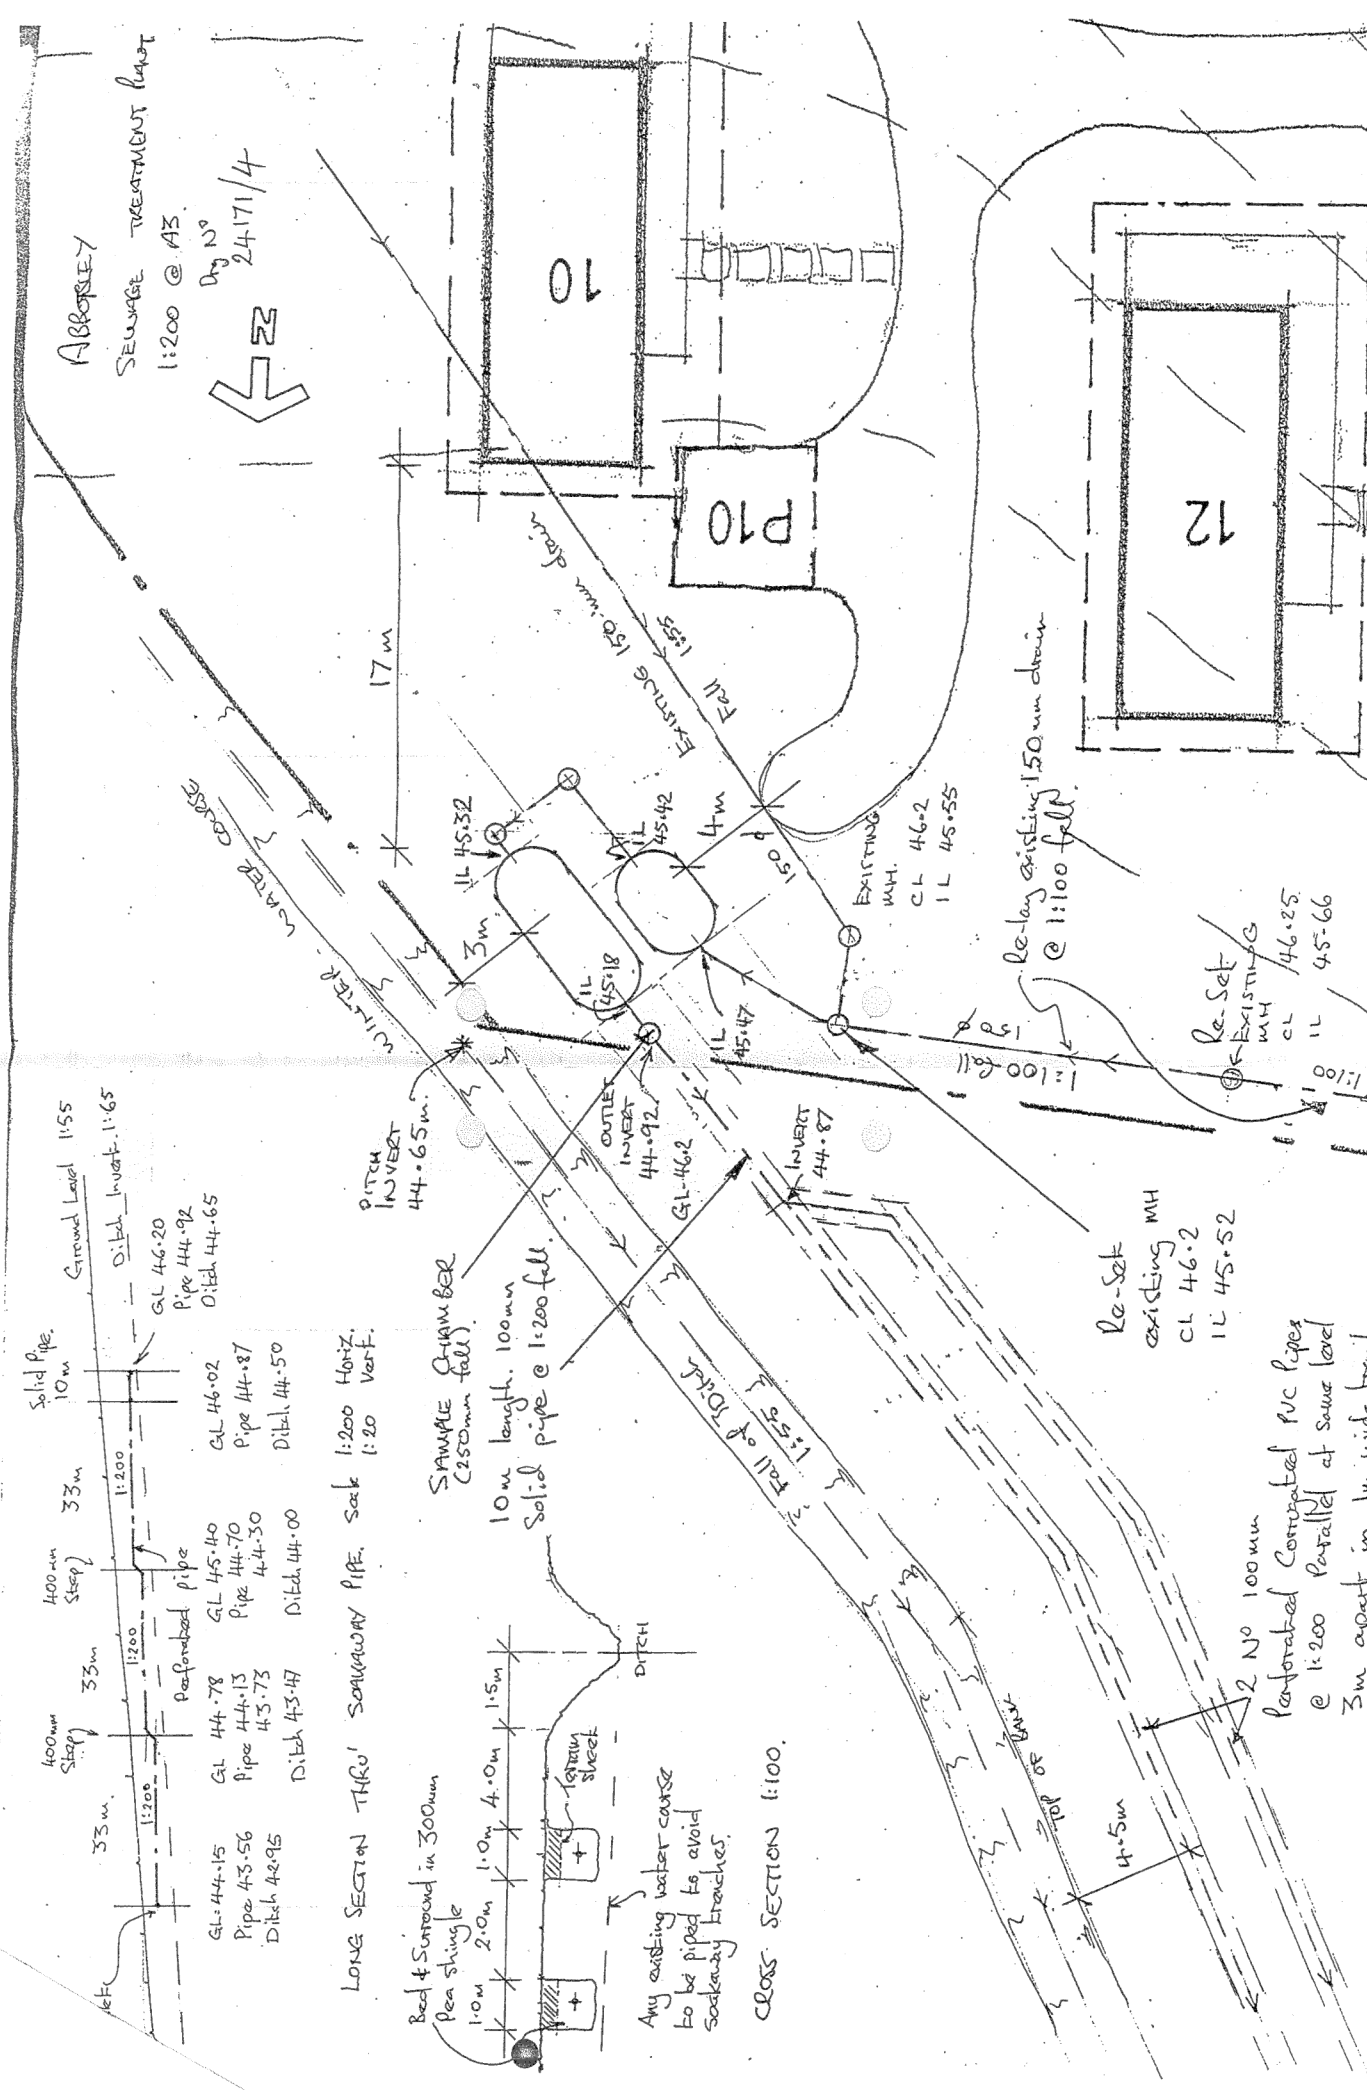 ABBOTSLEY
SEWAGE TREATMENT PLANT
1:200 @ A3.
Drg Nº
24171/4
N
10
P10
12
17m
EXISTING 150mm drain
Fall 1:55
WINTER WATER COURSE
3m
4m
150 ϕ
IL 45.32
IL
45.42
IL
45.18
IL
45.47
EXISTING
MH.
CL 46.2
IL 45.55
Re-lay existing 150mm drain
@ 1:100 fall.
Re-Set
EXISTING
MH
CL 46.25
IL 45.66
150 ϕ
1:100 fall
1:100
DITCH
INVERT
44.65m.
OUTLET
INVERT
44.92
GL 46.2
INVERT
44.87
SAMPLE CHAMBER
(250mm fall).
10m length. 100mm
Solid pipe @ 1:200 fall.
Re-Set
existing MH
CL 46.2
IL 45.52
Fall of Ditch
1:55
TOP OF BANK
4.5m
2 Nº 100mm
Perforated Corrugated PVC Pipes
@ 1:200 Parallel at same level
3m apart in 1m wide
Ground Level 1:55
Ditch Invert 1:65
Solid Pipe.
10m
33m
400mm
Step
33m
400mm
Step
33m.
1:200
1:200
1:200
Perforated pipe
GL 46.20
Pipe 44.92
Ditch 44.65
GL 46.02
Pipe 44.87
Ditch 44.50
GL 45.40
Pipe 44.70
44.30
Ditch 44.00
GL 44.78
Pipe 44.13
43.73
Ditch 43.47
GL 44.15
Pipe 43.56
Ditch 42.95
LONG SECTION THRU' SOAKAWAY PIPE. Scale 1:200 Horiz.
1:20 Vert.
Bed & Surround in 300mm
Pea shingle
1.0m 2.0m 1.0m 4.0m 1.5m
Terram
sheet
DITCH
Any existing water course
to be piped to avoid
soakaway trenches.
CROSS SECTION 1:100.